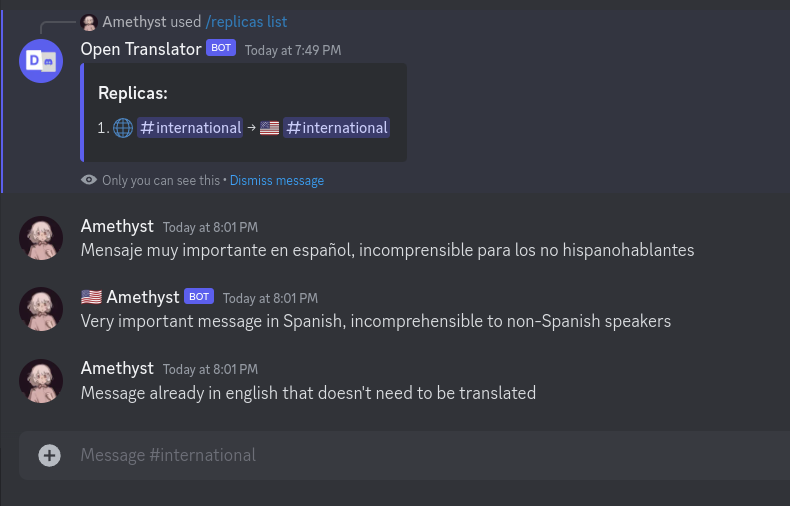 Amethyst used /replicas list
Open Translator BOT Today at 7:49 PM
Replicas:
1. 🌐 #international → 🇺🇸 #international
Only you can see this • Dismiss message
Amethyst Today at 8:01 PM
Mensaje muy importante en español, incomprensible para los no hispanohablantes
🇺🇸 Amethyst BOT Today at 8:01 PM
Very important message in Spanish, incomprehensible to non-Spanish speakers
Amethyst Today at 8:01 PM
Message already in english that doesn't need to be translated
Message #international